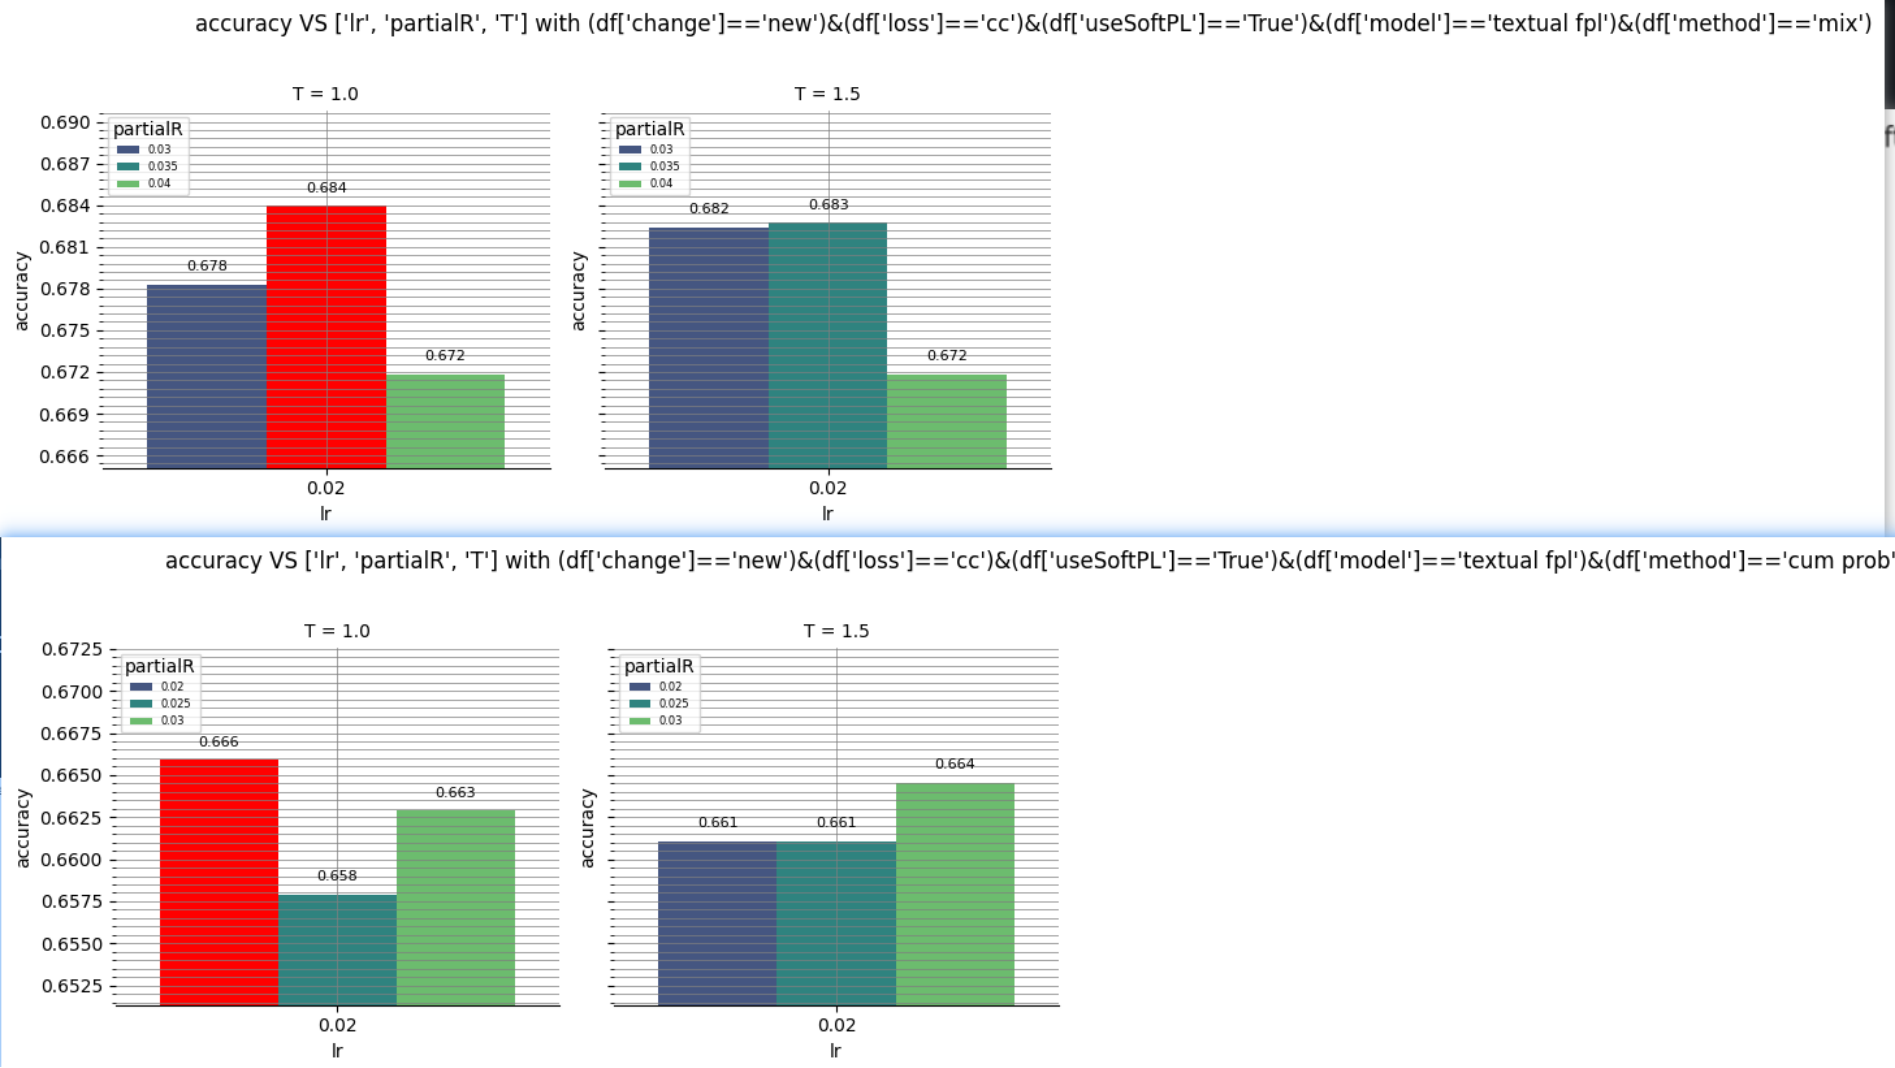 accuracy VS ['lr', 'partialR', 'T'] with (df['change']=='new')&(df['loss']=='cc')&(df['useSoftPL']=='True')&(df['model']=='textual fpl')&(df['method']=='mix')
T = 1.0
T = 1.5
0.690
0.687
0.684
0.681
0.678
0.675
0.672
0.669
0.666
accuracy
partialR
0.03
0.035
0.04
0.678
0.684
0.672
0.02
lr
accuracy
partialR
0.03
0.035
0.04
0.682
0.683
0.672
0.02
lr
accuracy VS ['lr', 'partialR', 'T'] with (df['change']=='new')&(df['loss']=='cc')&(df['useSoftPL']=='True')&(df['model']=='textual fpl')&(df['method']=='cum prob'
T = 1.0
T = 1.5
0.6725
0.6700
0.6675
0.6650
0.6625
0.6600
0.6575
0.6550
0.6525
accuracy
partialR
0.02
0.025
0.03
0.666
0.658
0.663
0.02
lr
accuracy
partialR
0.02
0.025
0.03
0.661
0.661
0.664
0.02
lr